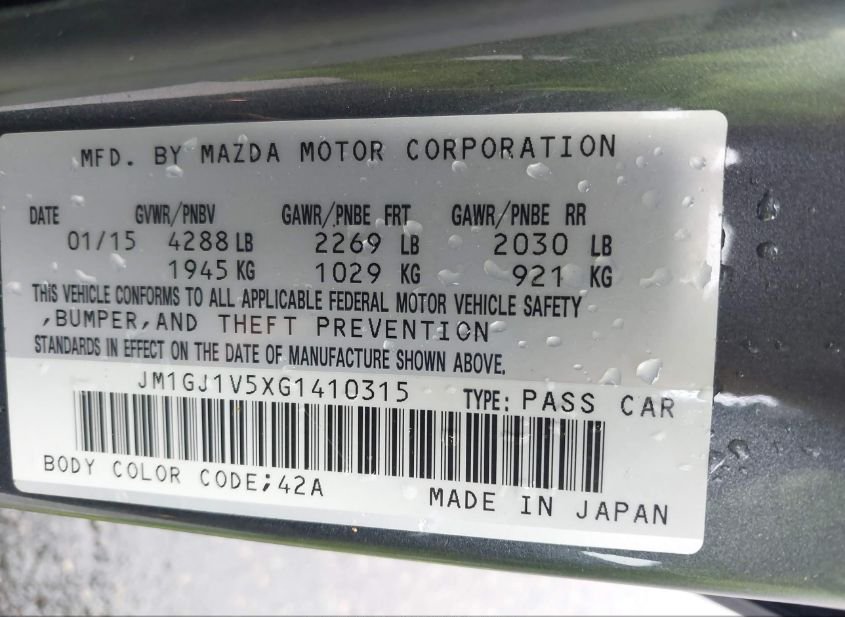 MFD. BY MAZDA MOTOR CORPORATION
DATE GVWR/PNBV GAWR/PNBE FRT GAWR/PNBE RR
01/15 4288 LB 2269 LB 2030 LB
1945 KG 1029 KG 921 KG
THIS VEHICLE CONFORMS TO ALL APPLICABLE FEDERAL MOTOR VEHICLE SAFETY
,BUMPER,AND THEFT PREVENTION
STANDARDS IN EFFECT ON THE DATE OF MANUFACTURE SHOWN ABOVE.
JM1GJ1V5XG1410315 TYPE: PASS CAR
BODY COLOR CODE;42A MADE IN JAPAN